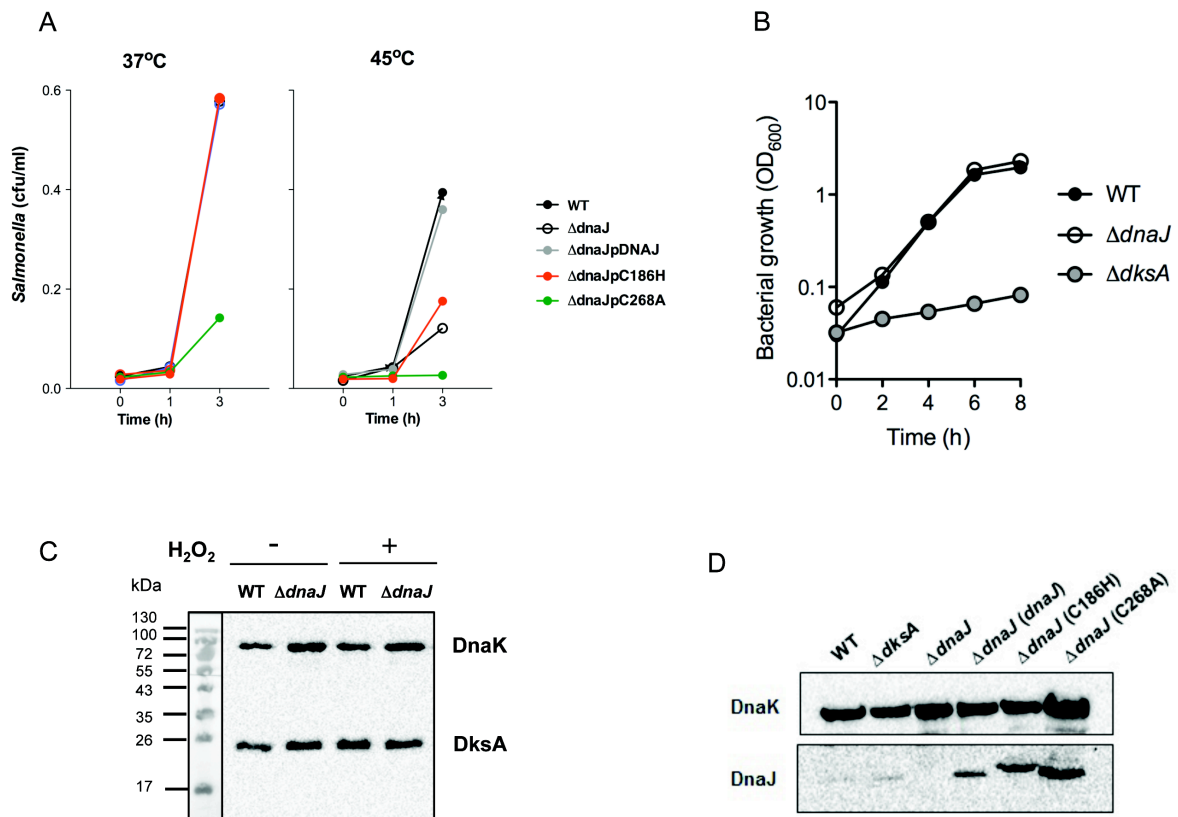 A
37°C
45°C
Salmonella (cfu/ml)
0.6
0.4
0.2
0.0
0 1 3
Time (h)
0 1 3
Time (h)
WT
ΔdnaJ
ΔdnaJpDNAJ
ΔdnaJpC186H
ΔdnaJpC268A
B
Bacterial growth (OD600)
10
1
0.1
0.01
0 2 4 6 8
Time (h)
WT
ΔdnaJ
ΔdksA
C
H2O2 - +
kDa WT ΔdnaJ WT ΔdnaJ
130
100
72
55
43
35
26
17
DnaK
DksA
D
WT ΔdksA ΔdnaJ ΔdnaJ (dnaJ) ΔdnaJ (C186H) ΔdnaJ (C268A)
DnaK
DnaJ